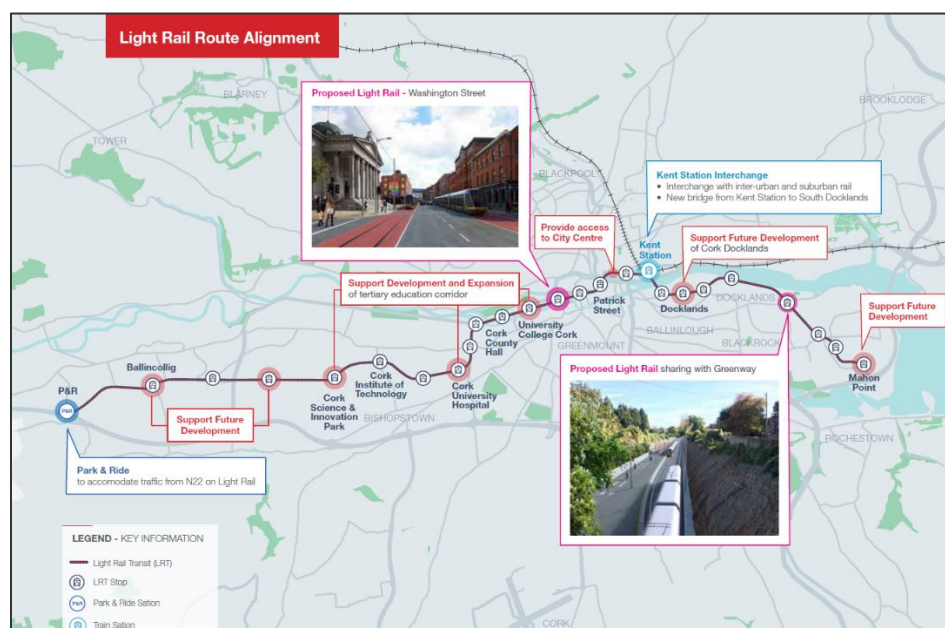 Light Rail Route Alignment
BLARNEY
TOWER
BROOKLODGE
BLACKPOOL
Proposed Light Rail - Washington Street
Kent Station Interchange
• Interchange with inter-urban and suburban rail
• New bridge from Kent Station to South Docklands
Provide access
to City Centre
Kent
Station
Support Future Development
of Cork Docklands
Support Development and Expansion
of tertiary education corridor
Patrick
Street
Docklands
DOCKLANDS
Support Future
Development
University
College Cork
Cork
County
Hall
GREENMOUNT
BALLINLOUGH
BLACKROCK
Mahon
Point
Ballincollig
P&R
P&R
Cork
Institute of
Technology
Cork
Science &
Innovation
Park
Cork
University
Hospital
BISHOPSTOWN
Support Future
Development
Proposed Light Rail sharing with Greenway
ROCHESTOWN
Park & Ride
to accomodate traffic from N22 on Light Rail
LEGEND - KEY INFORMATION
Light Rail Transit (LRT)
LRT Stop
P&R
Park & Ride Sation
Train Sation
CORK